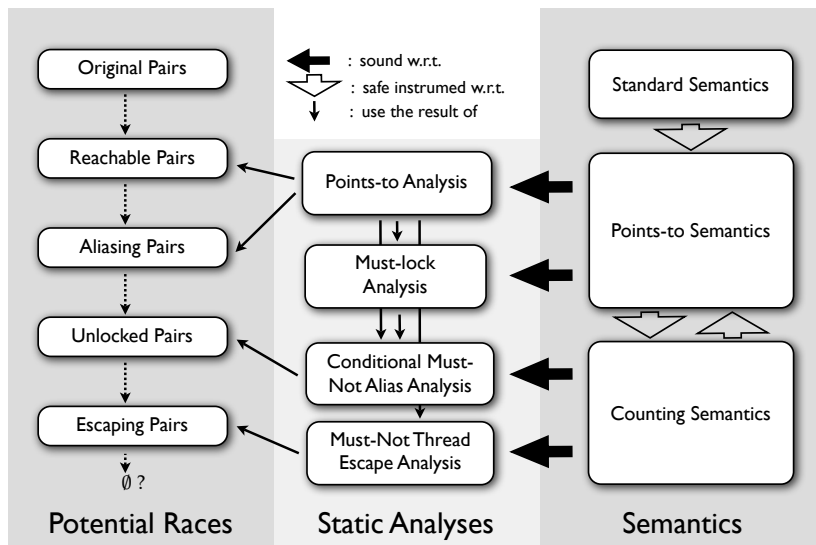 Original Pairs
Reachable Pairs
Aliasing Pairs
Unlocked Pairs
Escaping Pairs
∅ ?
Potential Races
: sound w.r.t.
: safe instrumed w.r.t.
: use the result of
Points-to Analysis
Must-lock
Analysis
Conditional Must-
Not Alias Analysis
Must-Not Thread
Escape Analysis
Static Analyses
Standard Semantics
Points-to Semantics
Counting Semantics
Semantics